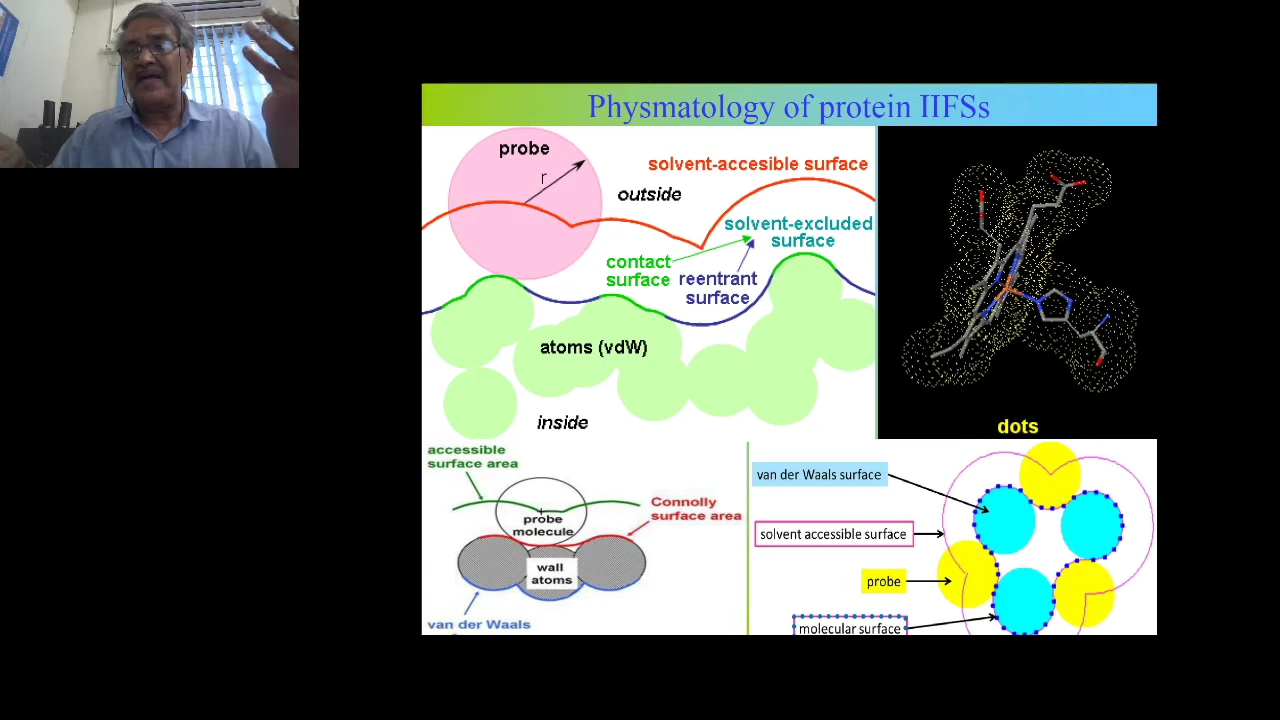 Physmatology of protein IIFSs
probe
r
solvent-accesible surface
outside
solvent-excluded
surface
contact
surface
reentrant
surface
atoms (vdW)
inside
dots
accessible
surface area
probe
molecule
Connolly
surface area
wall
atoms
van der Waals
van der Waals surface
solvent accessible surface
probe
molecular surface